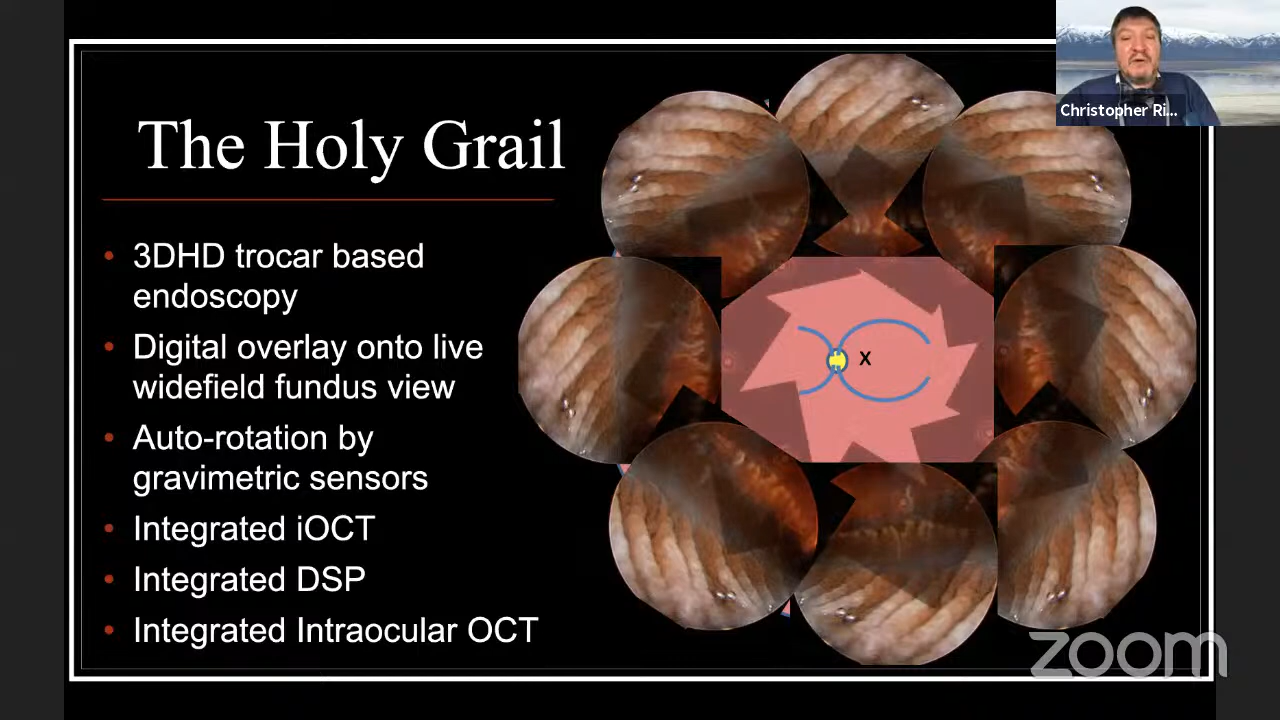 The Holy Grail
• 3DHD trocar based
endoscopy
• Digital overlay onto live
widefield fundus view
• Auto-rotation by
gravimetric sensors
• Integrated iOCT
• Integrated DSP
• Integrated Intraocular OCT
X
Christopher Ri...
zoom